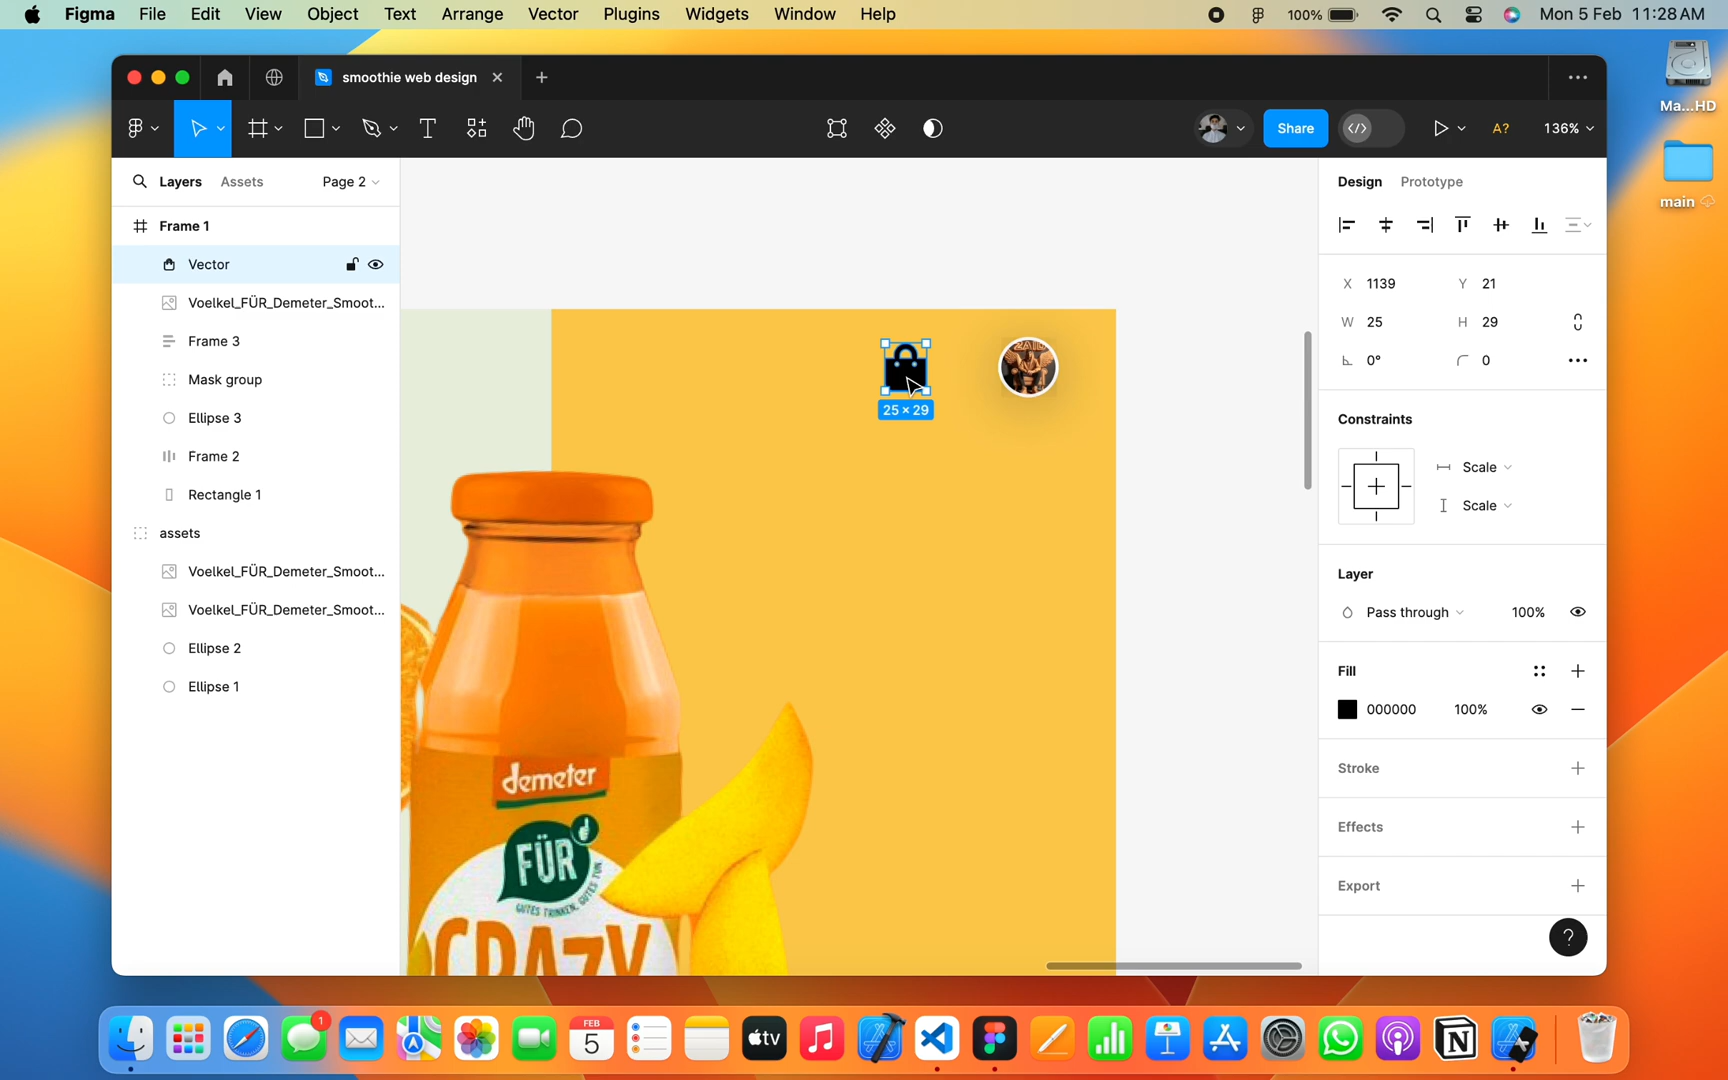 Figma File Edit View Object Text Arrange Vector Plugins Widgets Window Help 100% Mon 5 Feb 11:28 AM
Ma...HD
main
smoothie web design
Share A? 136%
Layers Assets Page 2
Frame 1
Vector
Voelkel_FÜR_Demeter_Smoot...
Frame 3
Mask group
Ellipse 3
Frame 2
Rectangle 1
assets
Voelkel_FÜR_Demeter_Smoot...
Voelkel_FÜR_Demeter_Smoot...
Ellipse 2
Ellipse 1
25 × 29
demeter
FÜR
GUTES TRINKEN, GUTES TUN
CRAZY
Design Prototype
X 1139 Y 21
W 25 H 29
0° 0
Constraints
Scale
Scale
Layer
Pass through 100%
Fill
000000 100%
Stroke
Effects
Export
?
1
FEB
5
tv